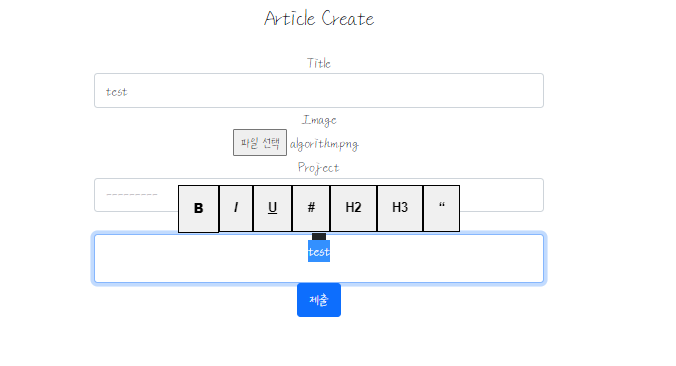 Article Create
Title
test
Image
파일 선택 algorithm.png
Project
---------
B I U # H2 H3 “
test
제출